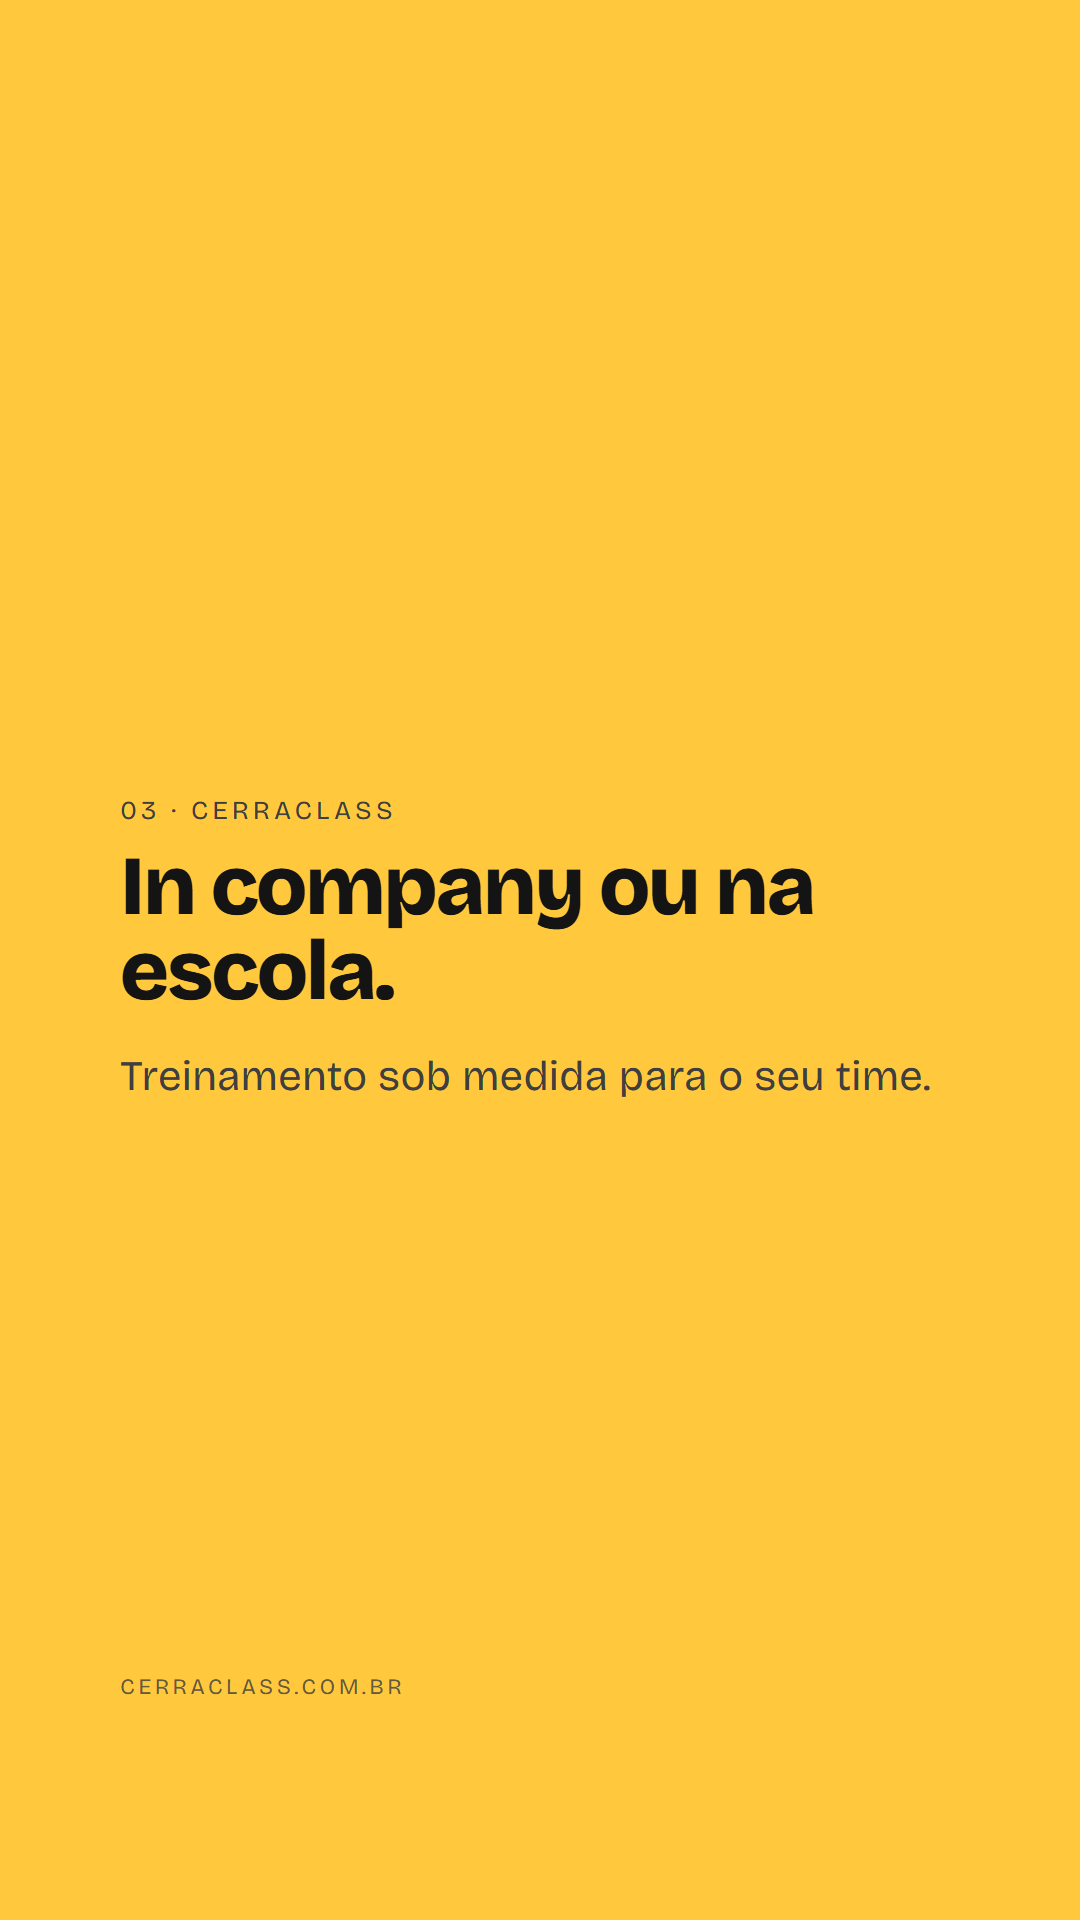 03 · CERRACLASS
In company ou na
escola.
Treinamento sob medida para o seu time.
CERRACLASS.COM.BR